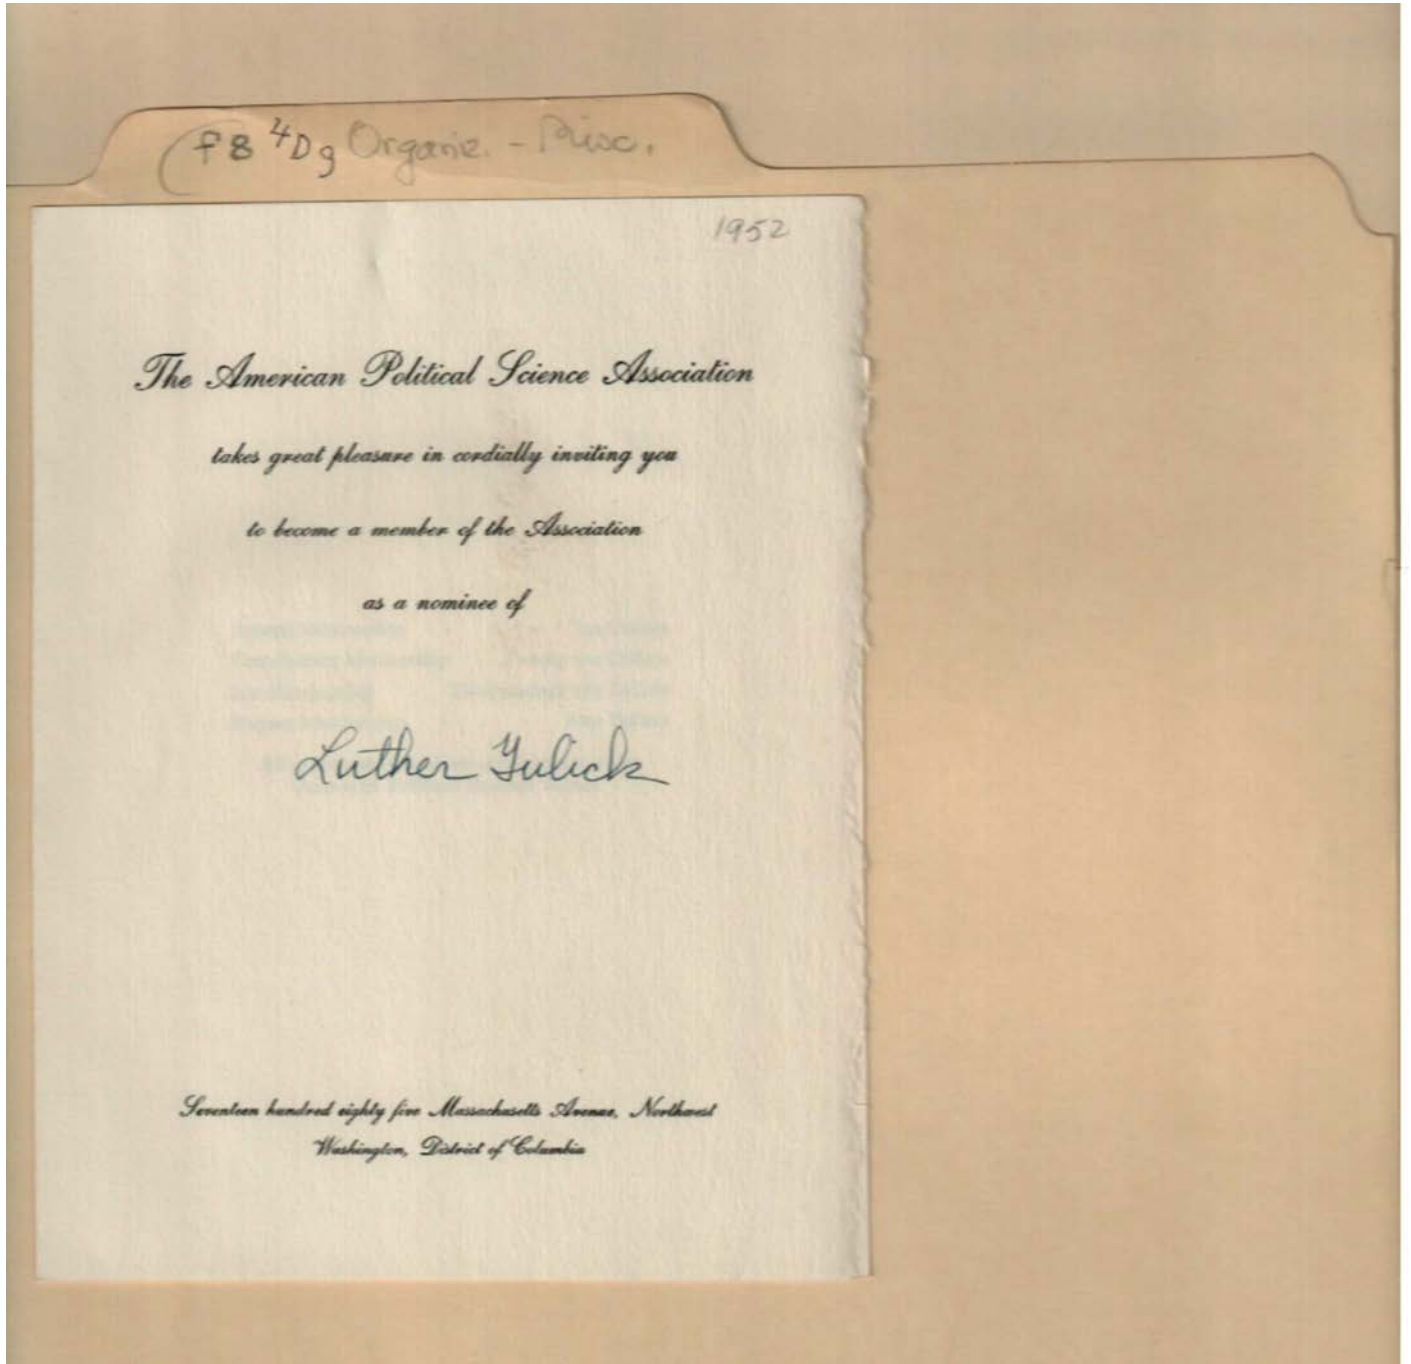 f8 4Dg Organiz. - Misc.
1952
The American Political Science Association
takes great pleasure in cordially inviting you
to become a member of the Association
as a nominee of
Luther Gulick
Seventeen hundred eighty five Massachusetts Avenue, Northwest
Washington, District of Columbia